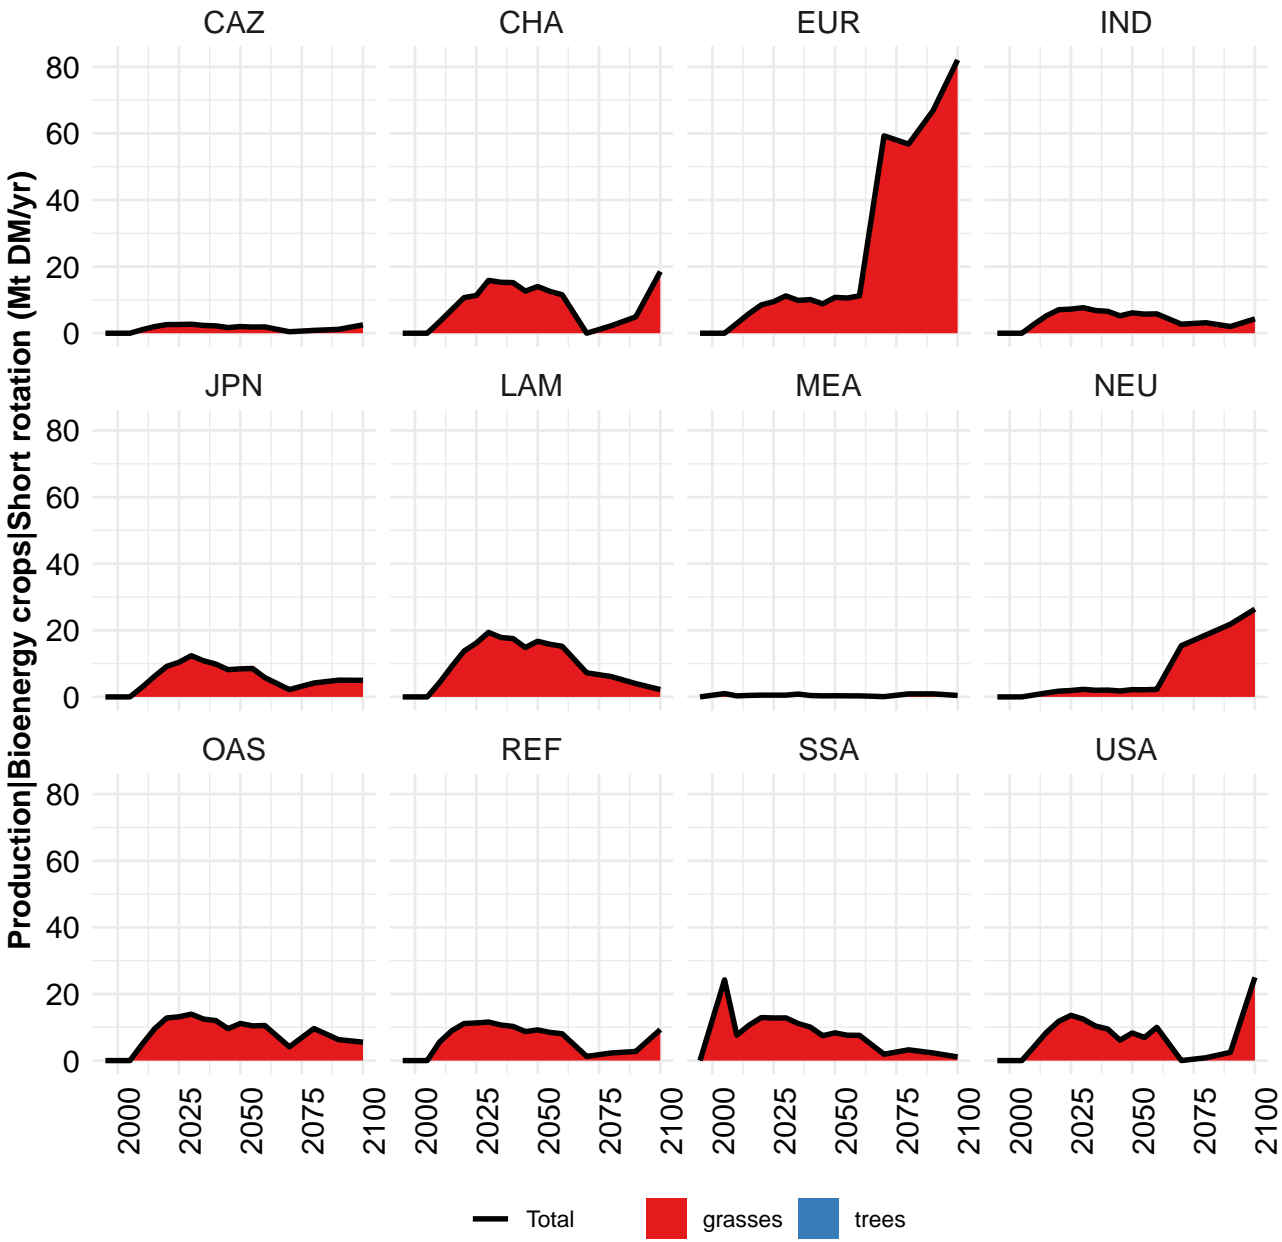 CAZ CHA EUR IND
80
60
40
20
0
JPN LAM MEA NEU
80
60
40
20
0
OAS REF SSA USA
80
60
40
20
0
2000 2025 2050 2075 2100 2000 2025 2050 2075 2100 2000 2025 2050 2075 2100 2000 2025 2050 2075 2100
Production|Bioenergy crops|Short rotation (Mt DM/yr)
Total grasses trees